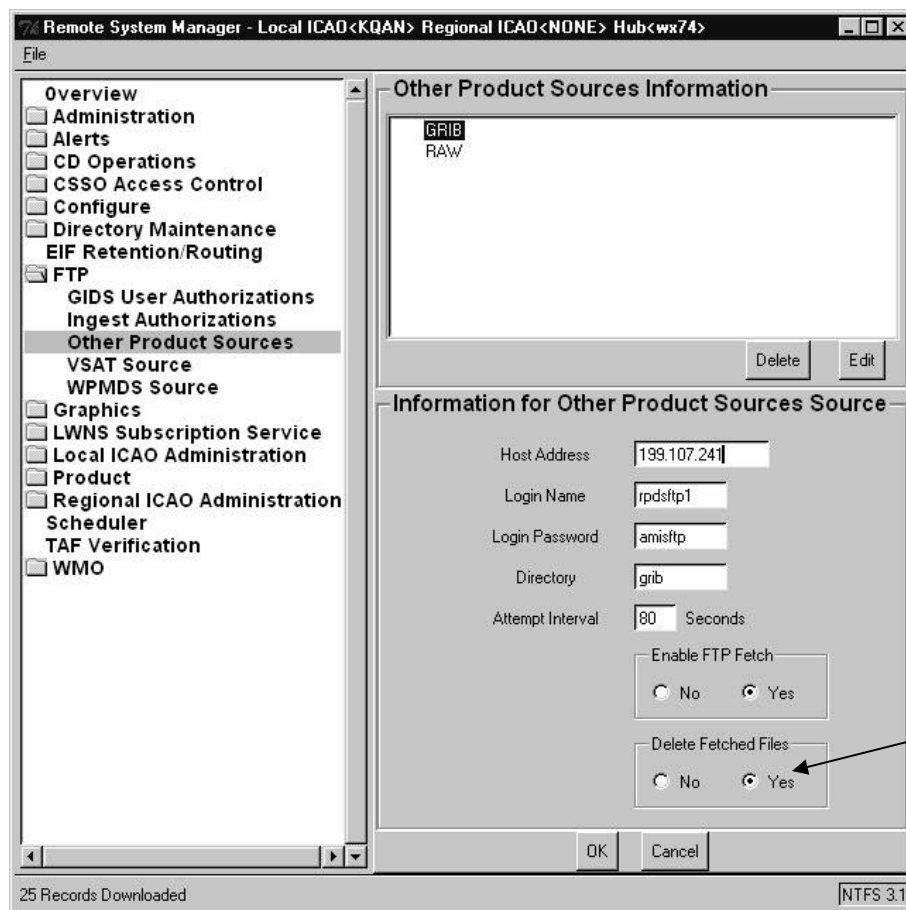 Remote System Manager - Local ICAO<KQAN> Regional ICAO<NONE> Hub<wx74>
File
Overview
Administration
Alerts
CD Operations
CSSO Access Control
Configure
Directory Maintenance
EIF Retention/Routing
FTP
GIDS User Authorizations
Ingest Authorizations
Other Product Sources
VSAT Source
WPMDS Source
Graphics
LWNS Subscription Service
Local ICAO Administration
Product
Regional ICAO Administration
Scheduler
TAF Verification
WMO
Other Product Sources Information
GRIB
RAW
Delete Edit
Information for Other Product Sources Source
Host Address 199.107.241
Login Name rpdsftp1
Login Password amisftp
Directory grib
Attempt Interval 80 Seconds
Enable FTP Fetch
No Yes
Delete Fetched Files
No Yes
OK Cancel
25 Records Downloaded NTFS 3.1